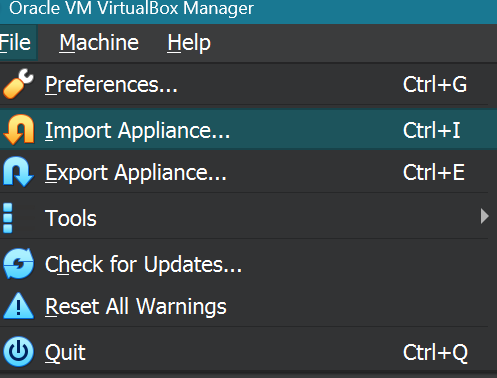 Oracle VM VirtualBox Manager
File Machine Help
Preferences... Ctrl+G
Import Appliance... Ctrl+I
Export Appliance... Ctrl+E
Tools
Check for Updates...
Reset All Warnings
Quit Ctrl+Q